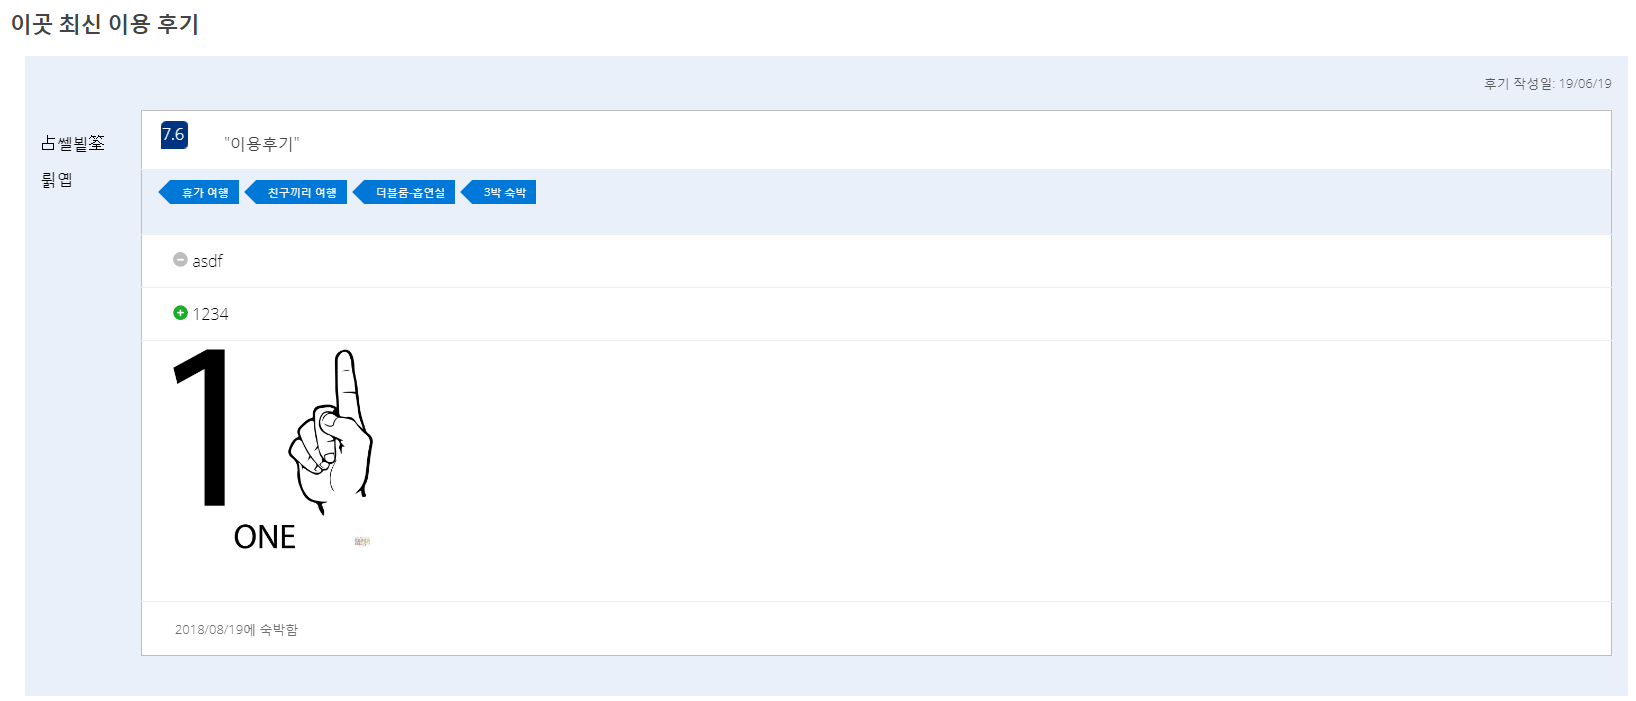 이곳 최신 이용 후기
후기 작성일: 19/06/19
占쎌뵠筌
뤍옙
7.6
"이용후기"
휴가 여행
친구끼리 여행
더블룸-흡연실
3박 숙박
asdf
1234
1
ONE
2018/08/19에 숙박함